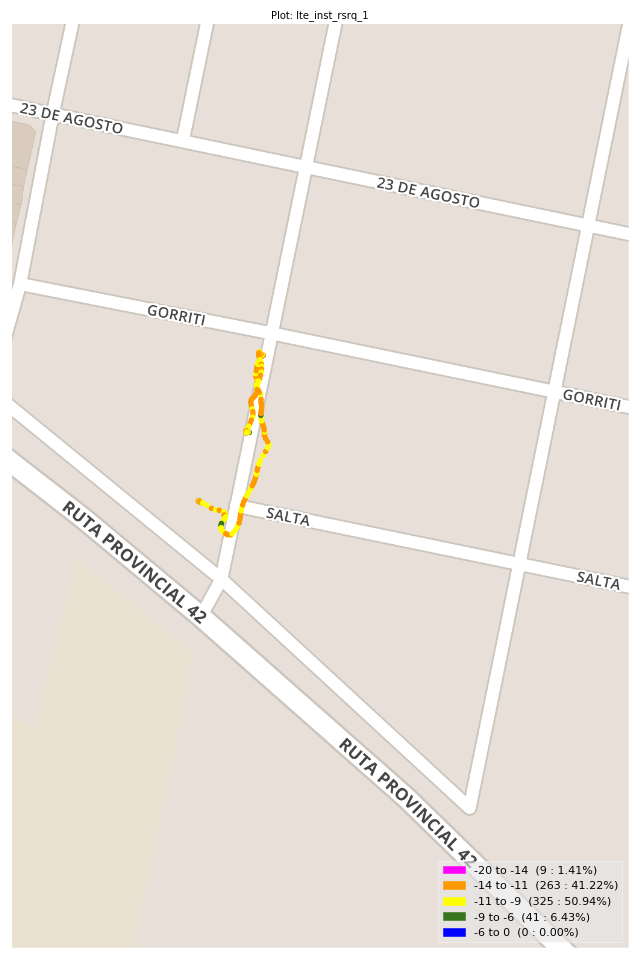 Plot: lte_inst_rsrq_1
23 DE AGOSTO
23 DE AGOSTO
GORRITI
GORRITI
SALTA
SALTA
RUTA PROVINCIAL 42
RUTA PROVINCIAL 42
-20 to -14 (9 : 1.41%)
-14 to -11 (263 : 41.22%)
-11 to -9 (325 : 50.94%)
-9 to -6 (41 : 6.43%)
-6 to 0 (0 : 0.00%)